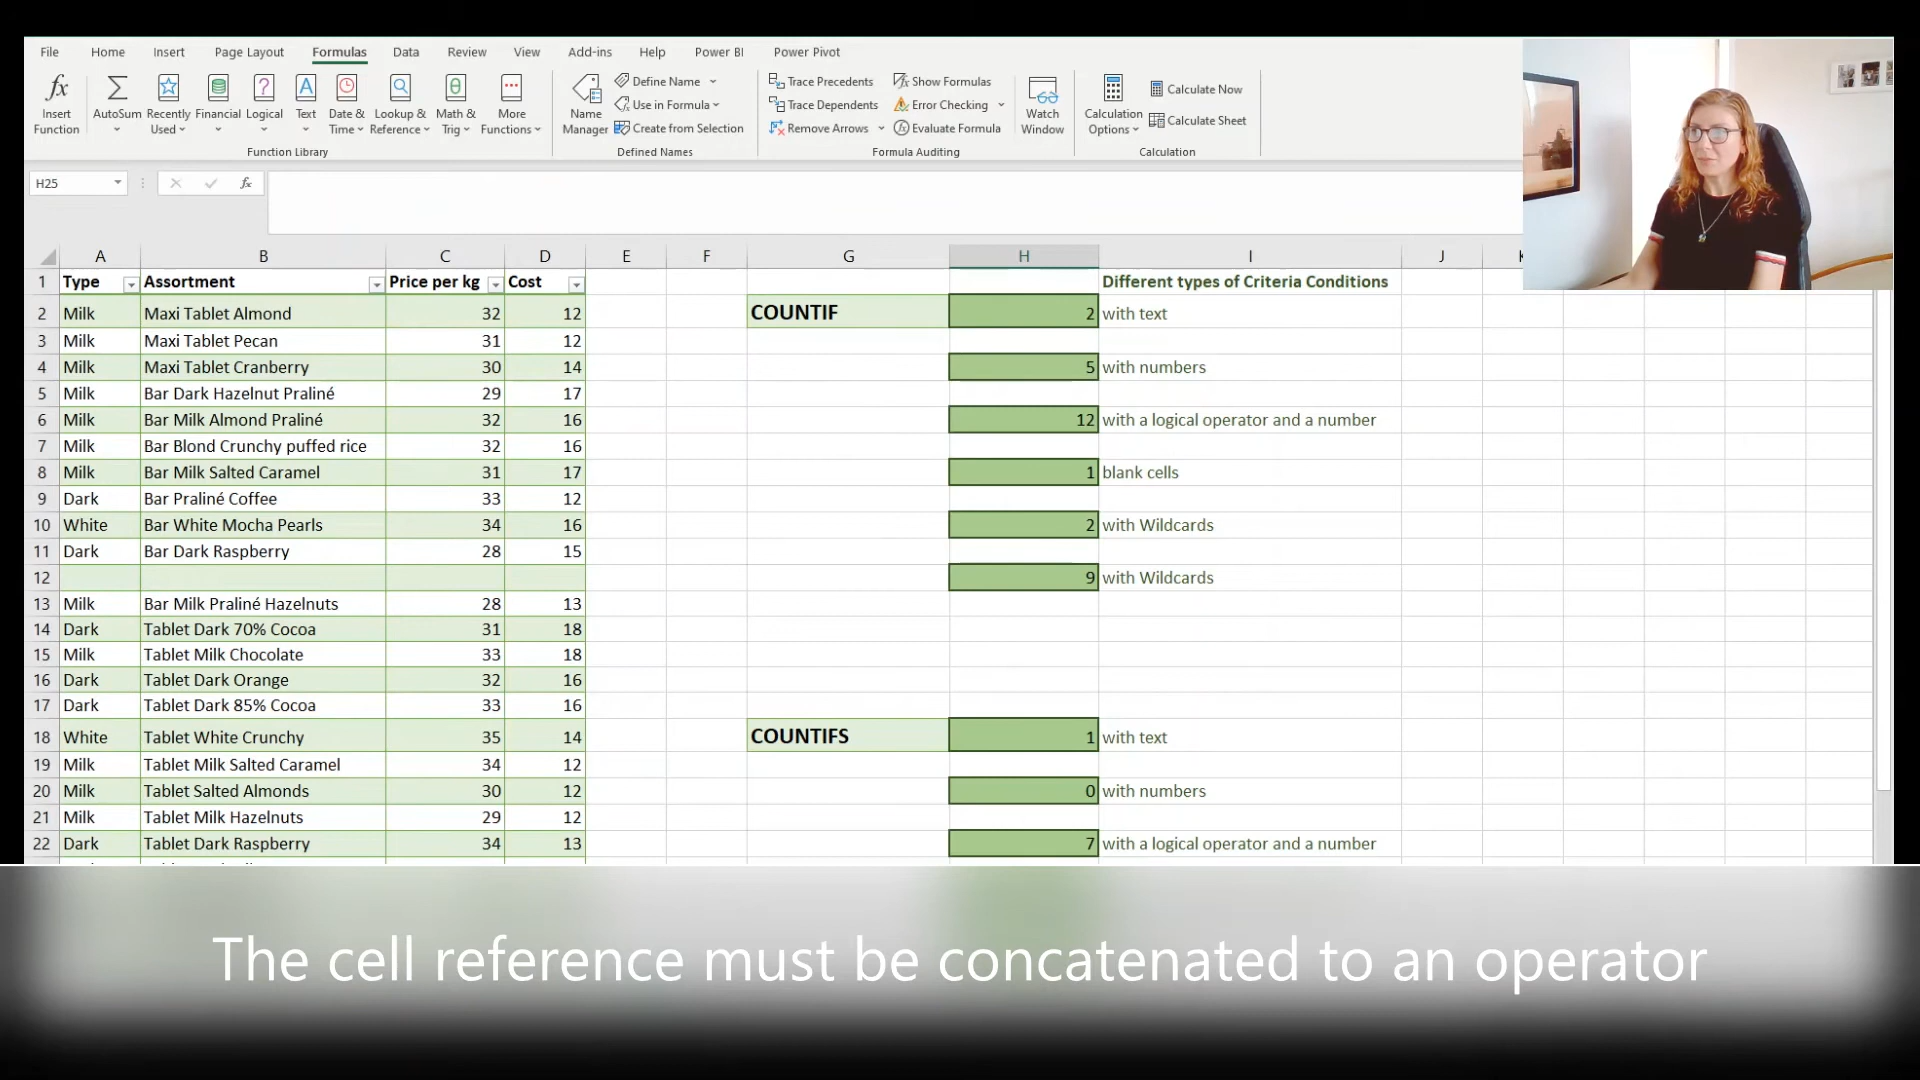 File Home Insert Page Layout Formulas Data Review View Add-ins Help Power BI Power Pivot
fx Insert Function
AutoSum
Recently Used
Financial
Logical
Text
Date & Time
Lookup & Reference
Math & Trig
More Functions
Function Library
Name Manager
Define Name
Use in Formula
Create from Selection
Defined Names
Trace Precedents
Trace Dependents
Remove Arrows
Show Formulas
Error Checking
Evaluate Formula
Formula Auditing
Watch Window
Calculation Options
Calculate Now
Calculate Sheet
Calculation
H25 fx
A B C D E F G H I J
1 Type Assortment Price per kg Cost Different types of Criteria Conditions
2 Milk Maxi Tablet Almond 32 12 COUNTIF 2 with text
3 Milk Maxi Tablet Pecan 31 12
4 Milk Maxi Tablet Cranberry 30 14 5 with numbers
5 Milk Bar Dark Hazelnut Praliné 29 17
6 Milk Bar Milk Almond Praliné 32 16 12 with a logical operator and a number
7 Milk Bar Blond Crunchy puffed rice 32 16
8 Milk Bar Milk Salted Caramel 31 17 1 blank cells
9 Dark Bar Praliné Coffee 33 12
10 White Bar White Mocha Pearls 34 16 2 with Wildcards
11 Dark Bar Dark Raspberry 28 15
12 9 with Wildcards
13 Milk Bar Milk Praliné Hazelnuts 28 13
14 Dark Tablet Dark 70% Cocoa 31 18
15 Milk Tablet Milk Chocolate 33 18
16 Dark Tablet Dark Orange 32 16
17 Dark Tablet Dark 85% Cocoa 33 16
18 White Tablet White Crunchy 35 14 COUNTIFS 1 with text
19 Milk Tablet Milk Salted Caramel 34 12
20 Milk Tablet Salted Almonds 30 12 0 with numbers
21 Milk Tablet Milk Hazelnuts 29 12
22 Dark Tablet Dark Raspberry 34 13 7 with a logical operator and a number
The cell reference must be concatenated to an operator